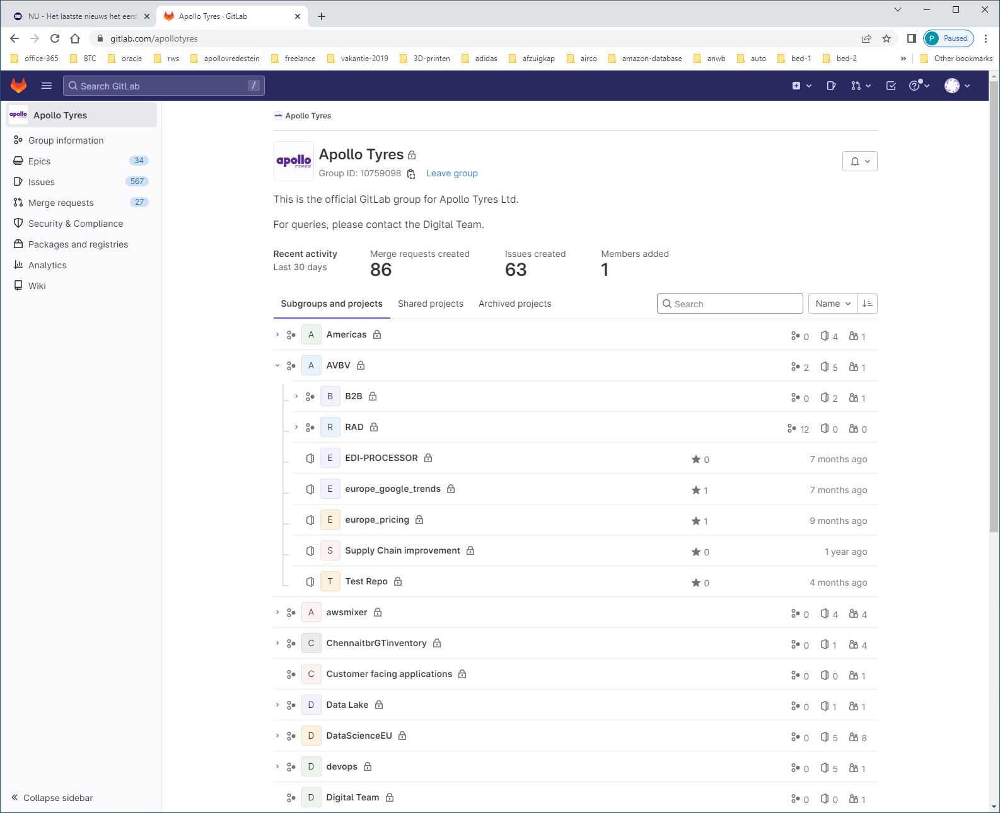 NU - Het laatste nieuws het eerst
Apollo Tyres · GitLab
gitlab.com/apollotyres
P Paused
office-365 BTC oracle rws apollovredestein freelance vakantie-2019 3D-printen adidas afzuigkap airco amazon-database anwb auto bed-1 bed-2 » Other bookmarks
Search GitLab /
apollo TYRES Apollo Tyres
Group information
Epics 34
Issues 567
Merge requests 27
Security & Compliance
Packages and registries
Analytics
Wiki
Collapse sidebar
Apollo Tyres
apollo TYRES
Apollo Tyres
Group ID: 10759098 Leave group
This is the official GitLab group for Apollo Tyres Ltd.
For queries, please contact the Digital Team.
Recent activity Merge requests created Issues created Members added
Last 30 days 86 63 1
Subgroups and projects Shared projects Archived projects Search Name
A Americas 0 4 1
A AVBV 2 5 1
B B2B 0 2 1
R RAD 12 0 0
E EDI-PROCESSOR 0 7 months ago
E europe_google_trends 1 7 months ago
E europe_pricing 1 9 months ago
S Supply Chain improvement 0 1 year ago
T Test Repo 0 4 months ago
A awsmixer 0 4 4
C ChennaitbrGTinventory 0 1 4
C Customer facing applications 0 0 1
D Data Lake 0 1 1
D DataScienceEU 0 5 8
D devops 0 5 1
D Digital Team 0 0 1